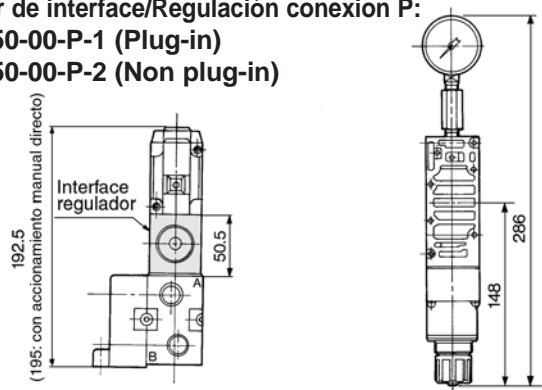 r de interface/Regulación conexion P:
50-00-P-1 (Plug-in)
50-00-P-2 (Non plug-in)
192.5
(195: con accionamiento manual directo)
Interface
regulador
50.5
A
B
286
148